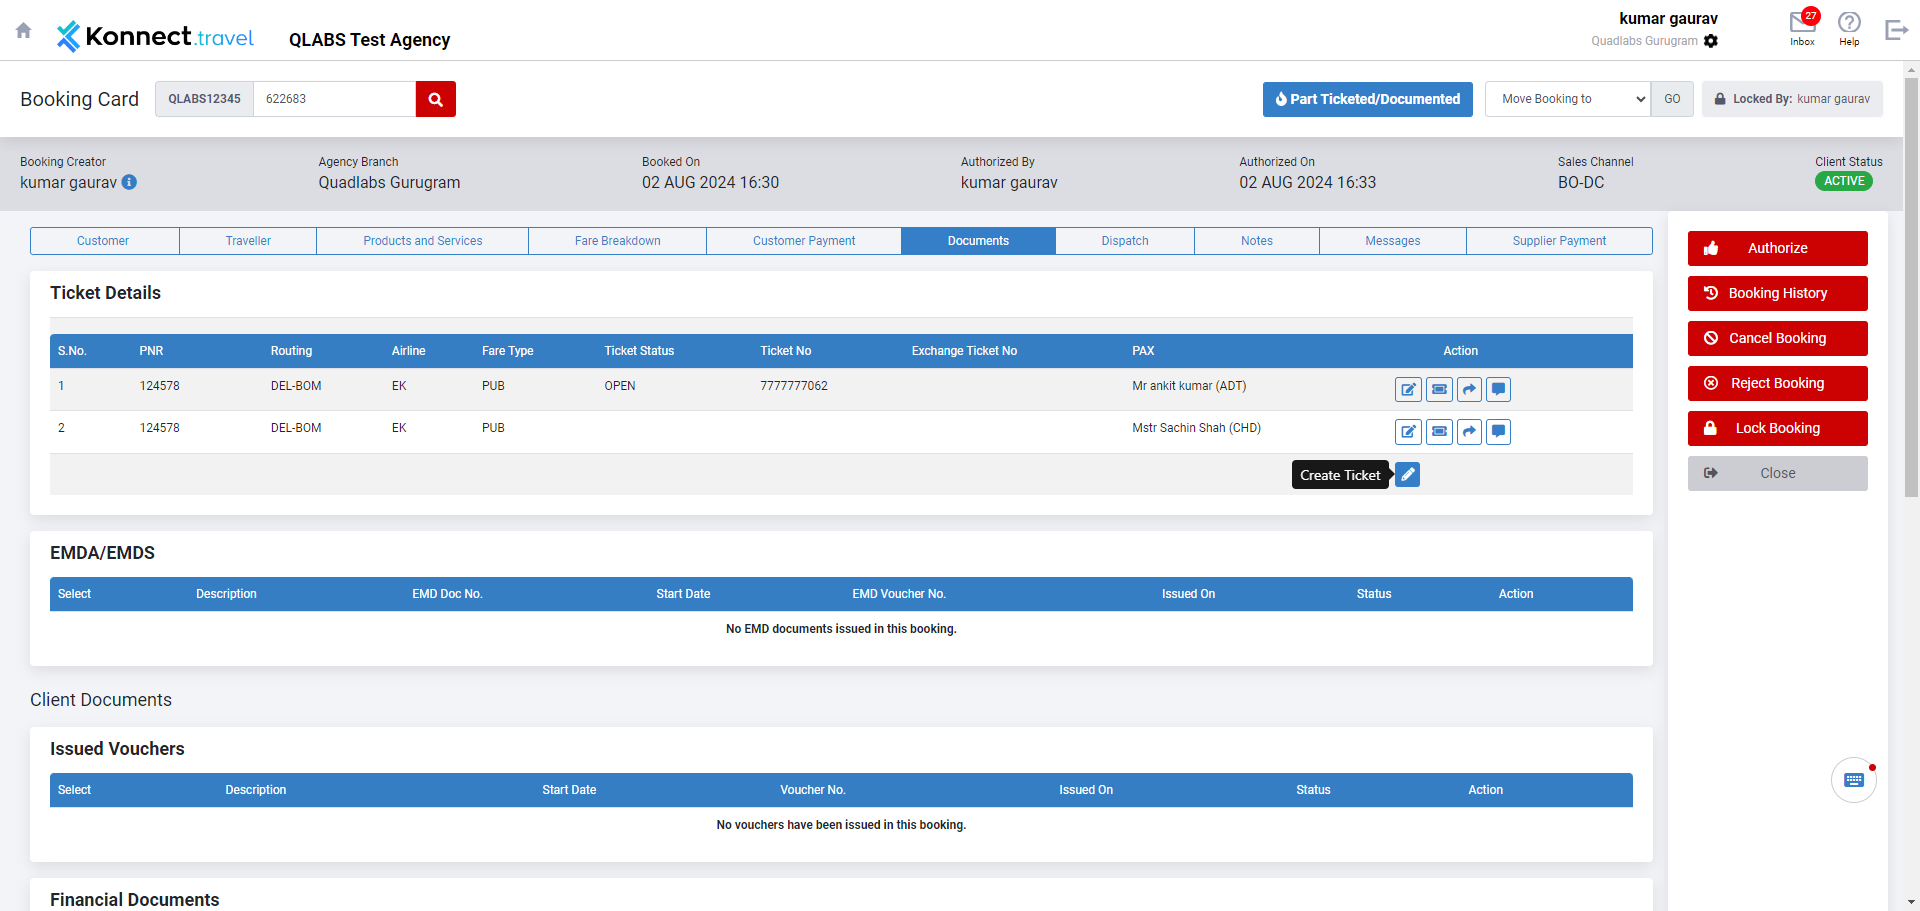 Konnect.travel
QLABS Test Agency
kumar gaurav
Quadlabs Gurugram
27
Inbox
Help
Booking Card
QLABS12345
622683
Part Ticketed/Documented
Move Booking to
GO
Locked By: kumar gaurav
Booking Creator
kumar gaurav
Agency Branch
Quadlabs Gurugram
Booked On
02 AUG 2024 16:30
Authorized By
kumar gaurav
Authorized On
02 AUG 2024 16:33
Sales Channel
BO-DC
Client Status
ACTIVE
Customer
Traveller
Products and Services
Fare Breakdown
Customer Payment
Documents
Dispatch
Notes
Messages
Supplier Payment
Ticket Details
S.No. PNR Routing Airline Fare Type Ticket Status Ticket No Exchange Ticket No PAX Action
1 124578 DEL-BOM EK PUB OPEN 7777777062 Mr ankit kumar (ADT)
2 124578 DEL-BOM EK PUB Mstr Sachin Shah (CHD)
Create Ticket
EMDA/EMDS
Select Description EMD Doc No. Start Date EMD Voucher No. Issued On Status Action
No EMD documents issued in this booking.
Client Documents
Issued Vouchers
Select Description Start Date Voucher No. Issued On Status Action
No vouchers have been issued in this booking.
Financial Documents
Authorize
Booking History
Cancel Booking
Reject Booking
Lock Booking
Close